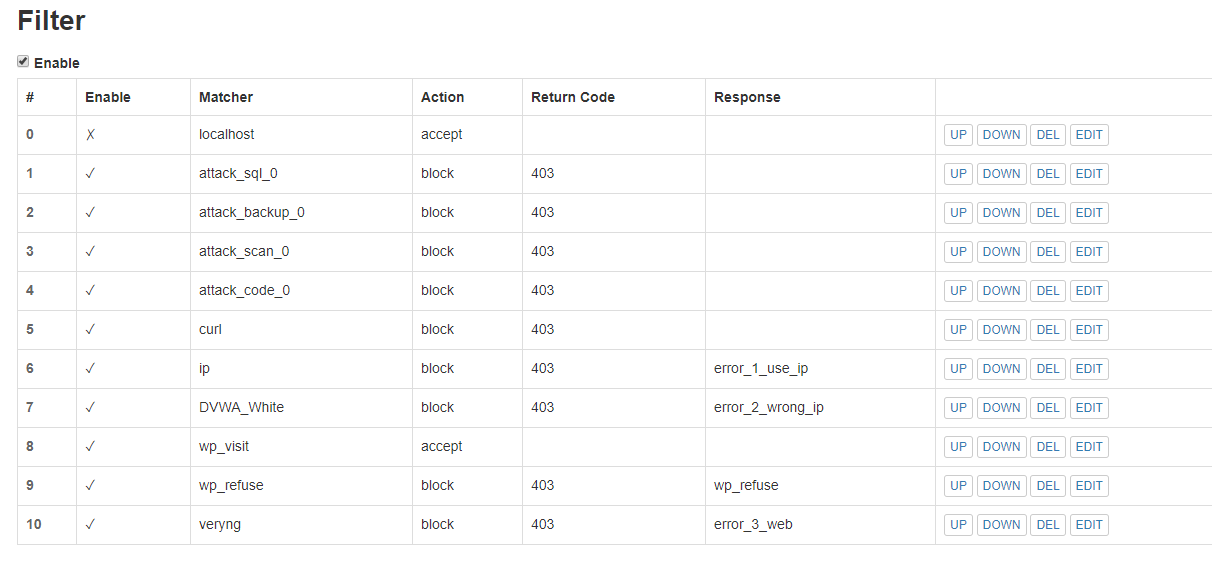 Filter
Enable
# Enable Matcher Action Return Code Response
0 ✗ localhost accept UP DOWN DEL EDIT
1 ✓ attack_sql_0 block 403 UP DOWN DEL EDIT
2 ✓ attack_backup_0 block 403 UP DOWN DEL EDIT
3 ✓ attack_scan_0 block 403 UP DOWN DEL EDIT
4 ✓ attack_code_0 block 403 UP DOWN DEL EDIT
5 ✓ curl block 403 UP DOWN DEL EDIT
6 ✓ ip block 403 error_1_use_ip UP DOWN DEL EDIT
7 ✓ DVWA_White block 403 error_2_wrong_ip UP DOWN DEL EDIT
8 ✓ wp_visit accept UP DOWN DEL EDIT
9 ✓ wp_refuse block 403 wp_refuse UP DOWN DEL EDIT
10 ✓ veryng block 403 error_3_web UP DOWN DEL EDIT